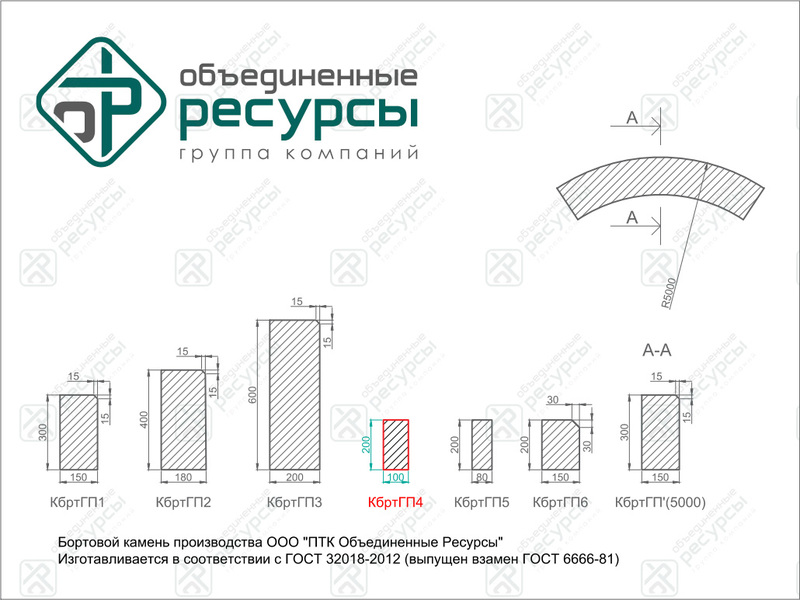 объединенные
ресурсы
группа компаний
А
А
R5000
А-А
15
15
300
150
КбртГП1
15
15
400
180
КбртГП2
15
15
600
200
КбртГП3
200
100
КбртГП4
200
80
КбртГП5
30
30
200
150
КбртГП6
15
15
300
150
КбртГП'(5000)
Бортовой камень производства ООО "ПТК Объединенные Ресурсы"
Изготавливается в соответствии с ГОСТ 32018-2012 (выпущен взамен ГОСТ 6666-81)